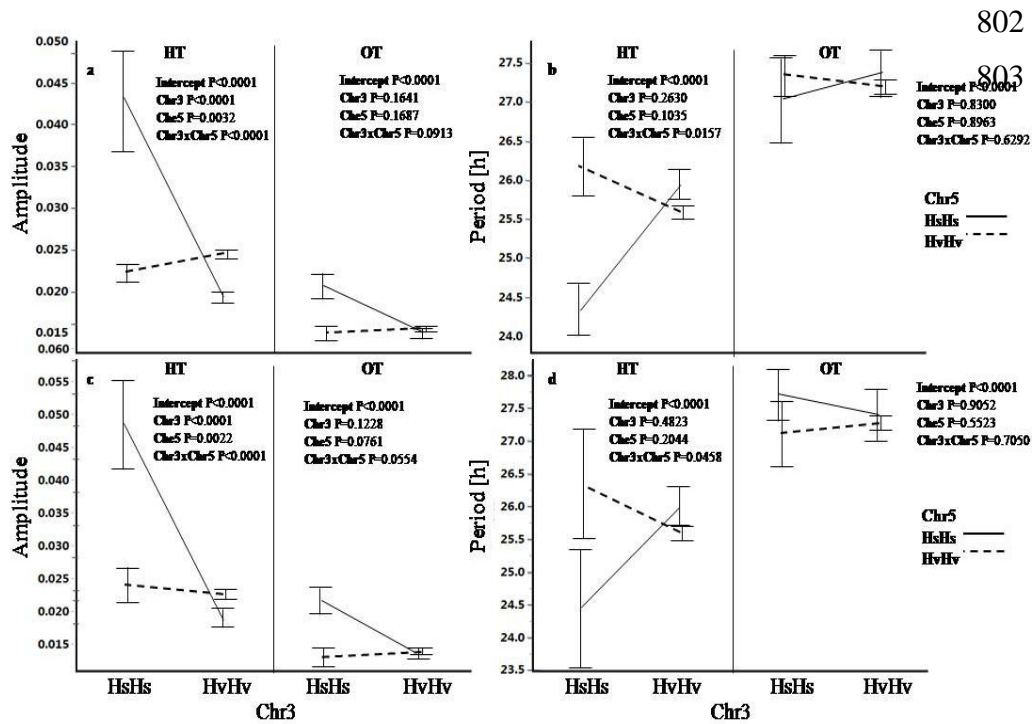 802
803
0.050
0.045
0.040
0.035
0.030
0.025
0.020
0.015
Amplitude
a
HT
Intercept P<0.0001
Chr3 P<0.0001
Che5 P=0.0032
Chr3xChr5 P<0.0001
OT
Intercept P<0.0001
Chr3 P=0.1641
Che5 P=0.1687
Chr3xChr5 P=0.0913
27.5
27.0
26.5
26.0
25.5
25.0
24.5
24.0
Period [h]
b
HT
Intercept P<0.0001
Chr3 P=0.2630
Che5 P=0.1035
Chr3xChr5 P=0.0157
OT
Intercept P<0.0001
Chr3 P=0.8300
Che5 P=0.8963
Chr3xChr5 P=0.6292
Chr5
HsHs
HvHv
0.060
0.055
0.050
0.045
0.040
0.035
0.030
0.025
0.020
0.015
Amplitude
c
HT
Intercept P<0.0001
Chr3 P<0.0001
Che5 P=0.0022
Chr3xChr5 P<0.0001
OT
Intercept P<0.0001
Chr3 P=0.1228
Che5 P=0.0761
Chr3xChr5 P=0.0554
28.0
27.5
27.0
26.0
25.5
25.0
24.5
24.0
23.5
Period [h]
d
HT
Intercept P<0.0001
Chr3 P=0.4823
Che5 P=0.2044
Chr3xChr5 P=0.0458
OT
Intercept P<0.0001
Chr3 P=0.9052
Che5 P=0.5523
Chr3xChr5 P=0.7050
Chr5
HsHs
HvHv
HsHs HvHv HsHs HvHv HsHs HvHv HsHs HvHv
Chr3 Chr3